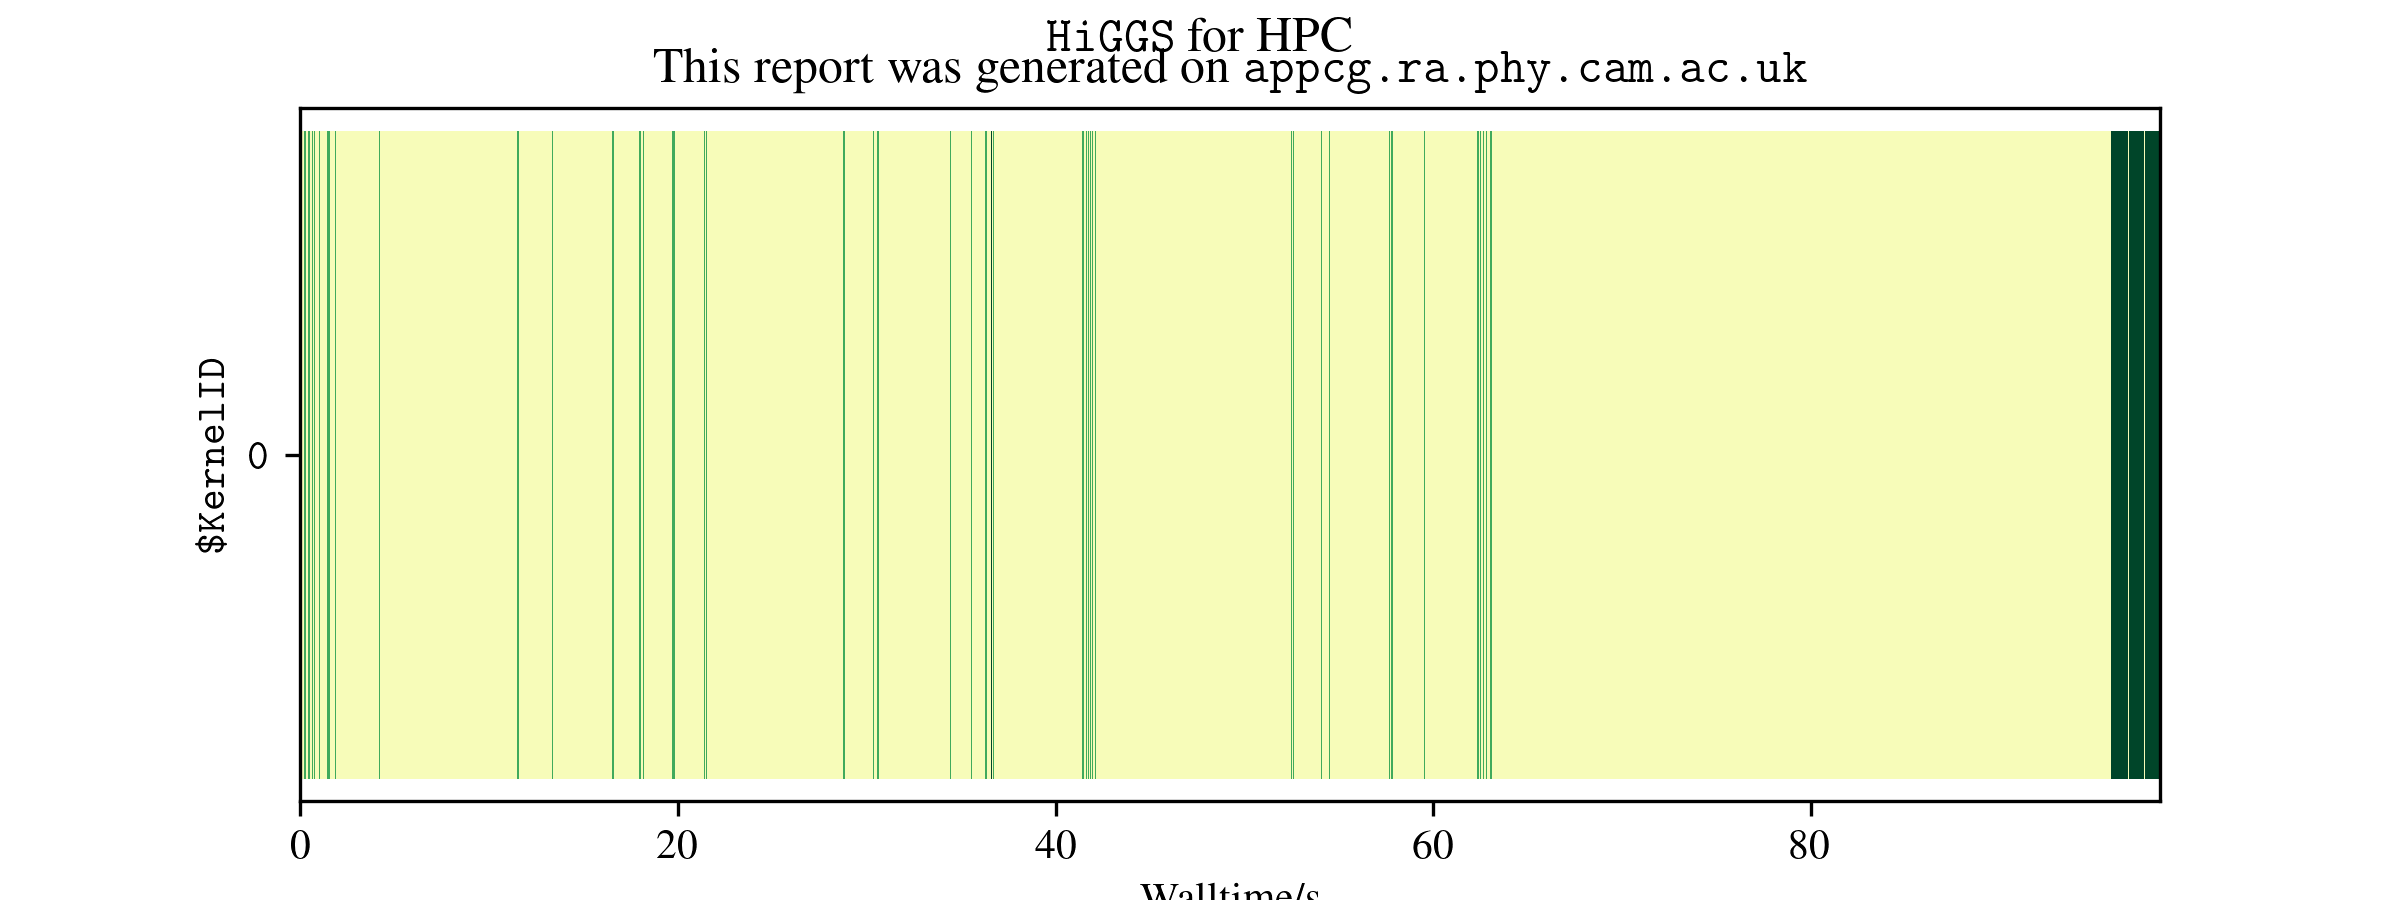 HiGGS for HPC
This report was generated on appcg.ra.phy.cam.ac.uk
$KernelID
0
0 20 40 60 80
Walltime/s